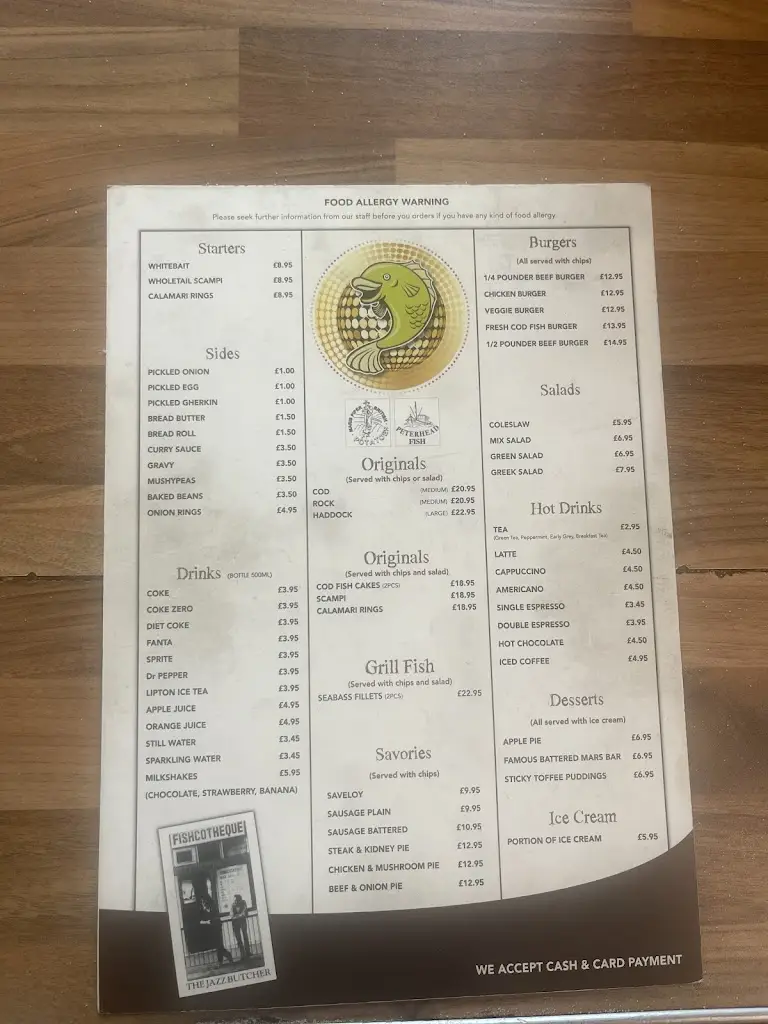 FOOD ALLERGY WARNING
Please seek further information from our staff before you orders if you have any kind of food allergy.
Starters
WHITEBAIT £8.95
WHOLETAIL SCAMPI £8.95
CALAMARI RINGS £8.95
Sides
PICKLED ONION £1.00
PICKLED EGG £1.00
PICKLED GHERKIN £1.00
BREAD BUTTER £1.50
BREAD ROLL £1.50
CURRY SAUCE £3.50
GRAVY £3.50
MUSHYPEAS £3.50
BAKED BEANS £3.50
ONION RINGS £4.95
Drinks (BOTTLE 500ML)
COKE £3.95
COKE ZERO £3.95
DIET COKE £3.95
FANTA £3.95
SPRITE £3.95
Dr PEPPER £3.95
LIPTON ICE TEA £3.95
APPLE JUICE £4.95
ORANGE JUICE £4.95
STILL WATER £3.45
SPARKLING WATER £3.45
MILKSHAKES £5.95
(CHOCOLATE, STRAWBERRY, BANANA)
FISHCOTHEQUE
THE JAZZ BUTCHER
POTATOES
PETERHEAD
FISH
Originals
(Served with chips or salad)
COD (MEDIUM) £20.95
ROCK (MEDIUM) £20.95
HADDOCK (LARGE) £22.95
Originals
(Served with chips and salad)
COD FISH CAKES (2PCS) £18.95
SCAMPI £18.95
CALAMARI RINGS £18.95
Grill Fish
(Served with chips and salad)
SEABASS FILLETS (2PCS) £22.95
Savories
(Served with chips)
SAVELOY £9.95
SAUSAGE PLAIN £9.95
SAUSAGE BATTERED £10.95
STEAK & KIDNEY PIE £12.95
CHICKEN & MUSHROOM PIE £12.95
BEEF & ONION PIE £12.95
Burgers
(All served with chips)
1/4 POUNDER BEEF BURGER £12.95
CHICKEN BURGER £12.95
VEGGIE BURGER £12.95
FRESH COD FISH BURGER £13.95
1/2 POUNDER BEEF BURGER £14.95
Salads
COLESLAW £5.95
MIX SALAD £6.95
GREEN SALAD £6.95
GREEK SALAD £7.95
Hot Drinks
TEA £2.95
(Green Tea, Peppermint, Early Grey, Breakfast Tea)
LATTE £4.50
CAPPUCCINO £4.50
AMERICANO £4.50
SINGLE ESPRESSO £3.45
DOUBLE ESPRESSO £3.95
HOT CHOCOLATE £4.50
ICED COFFEE £4.95
Desserts
(All served with ice cream)
APPLE PIE £6.95
FAMOUS BATTERED MARS BAR £6.95
STICKY TOFFEE PUDDINGS £6.95
Ice Cream
PORTION OF ICE CREAM £5.95
WE ACCEPT CASH & CARD PAYMENT